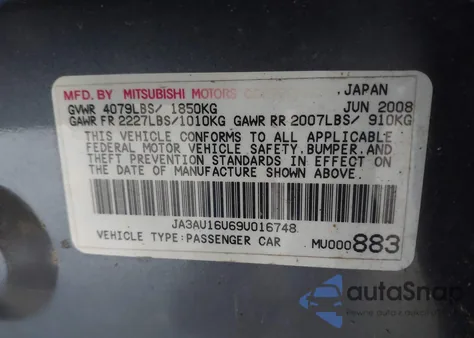 MFD. BY MITSUBISHI MOTORS JAPAN
GVWR 4079LBS/ 1850KG JUN 2008
GAWR FR 2227LBS/1010KG GAWR RR 2007LBS/ 910KG
THIS VEHICLE CONFORMS TO ALL APPLICABLE
FEDERAL MOTOR VEHICLE SAFETY, BUMPER, AND
THEFT PREVENTION STANDARDS IN EFFECT ON
THE DATE OF MANUFACTURE SHOWN ABOVE.
JA3AU16U69U016748
VEHICLE TYPE:PASSENGER CAR MU000883
autoSnap